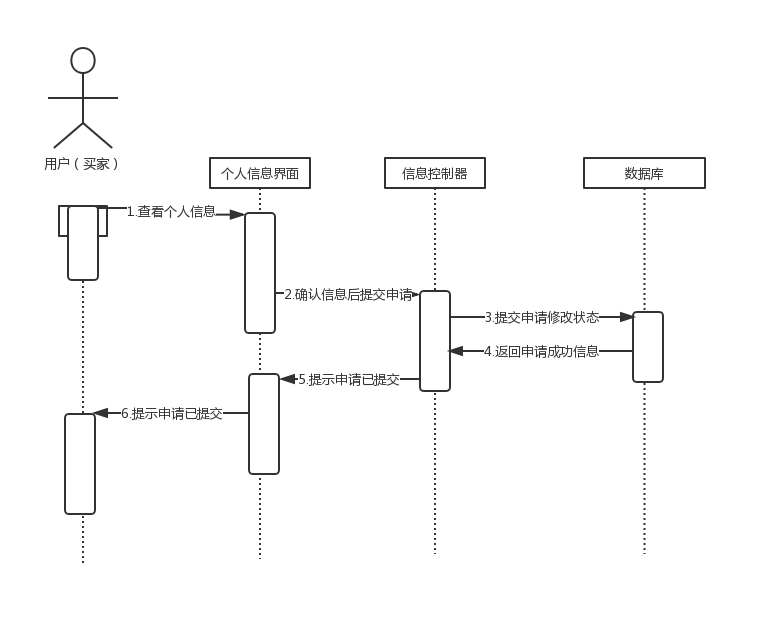 用户（买家）
个人信息界面
信息控制器
数据库
1.查看个人信息
2.确认信息后提交申请
3.提交申请修改状态
4.返回申请成功信息
5.提示申请已提交
6.提示申请已提交